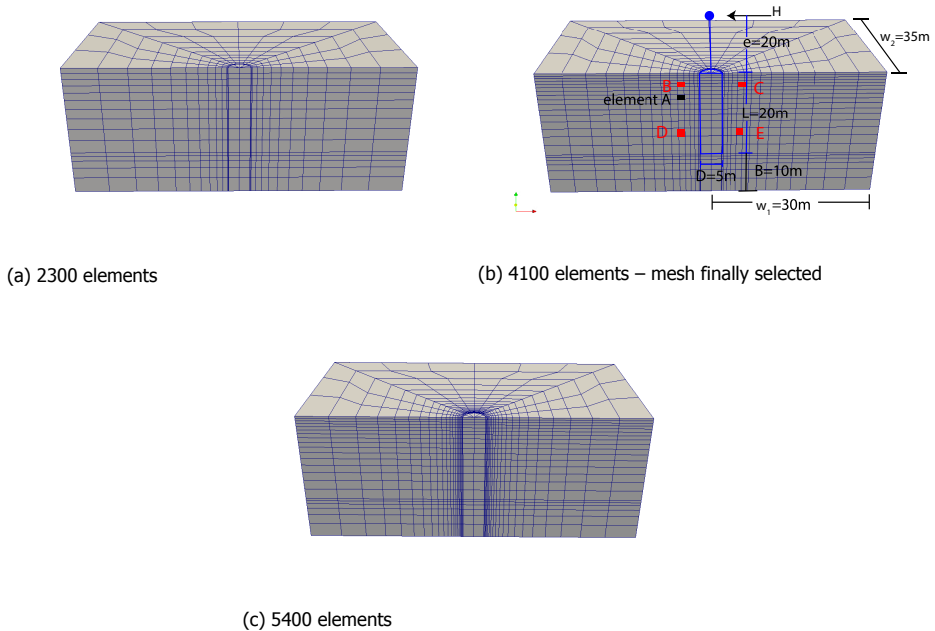 H
w₂=35m
e=20m
B
C
element A
L=20m
D
E
D=5m
B=10m
w₁=30m
(a) 2300 elements
(b) 4100 elements – mesh finally selected
(c) 5400 elements